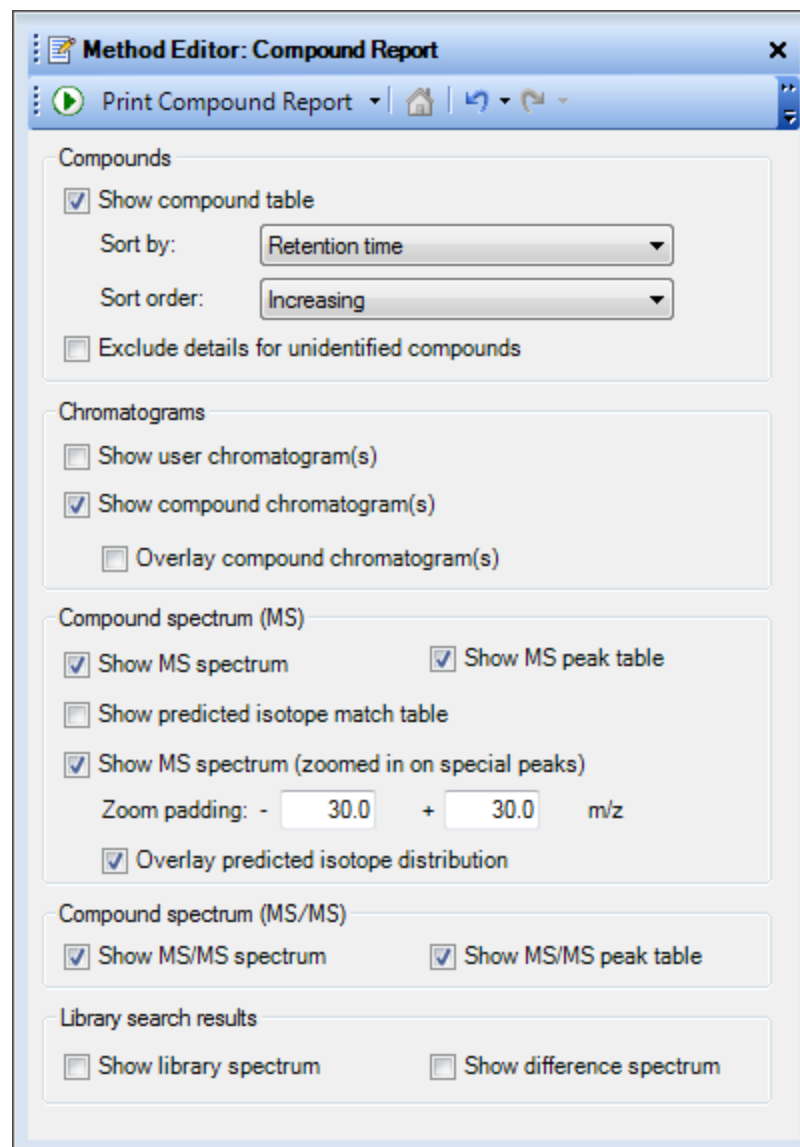 Method Editor: Compound Report
Print Compound Report
Compounds
Show compound table
Sort by: Retention time
Sort order: Increasing
Exclude details for unidentified compounds
Chromatograms
Show user chromatogram(s)
Show compound chromatogram(s)
Overlay compound chromatogram(s)
Compound spectrum (MS)
Show MS spectrum Show MS peak table
Show predicted isotope match table
Show MS spectrum (zoomed in on special peaks)
Zoom padding: - 30.0 + 30.0 m/z
Overlay predicted isotope distribution
Compound spectrum (MS/MS)
Show MS/MS spectrum Show MS/MS peak table
Library search results
Show library spectrum Show difference spectrum